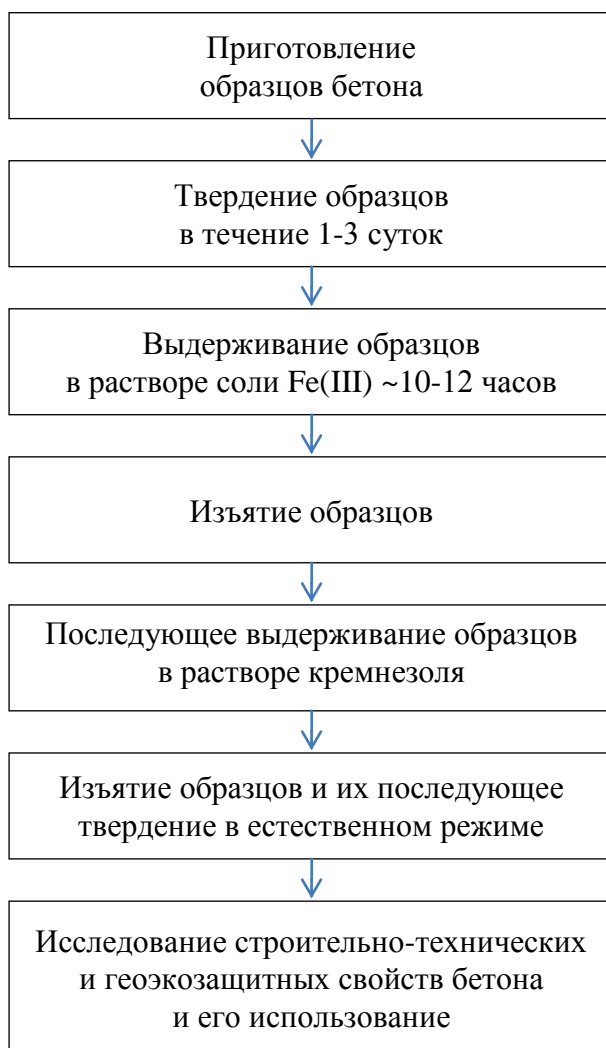 Приготовление
образцов бетона
Твердение образцов
в течение 1-3 суток
Выдерживание образцов
в растворе соли Fe(III) ~10-12 часов
Изъятие образцов
Последующее выдерживание образцов
в растворе кремнезоля
Изъятие образцов и их последующее
твердение в естественном режиме
Исследование строительно-технических
и геоэкозащитных свойств бетона
и его использование